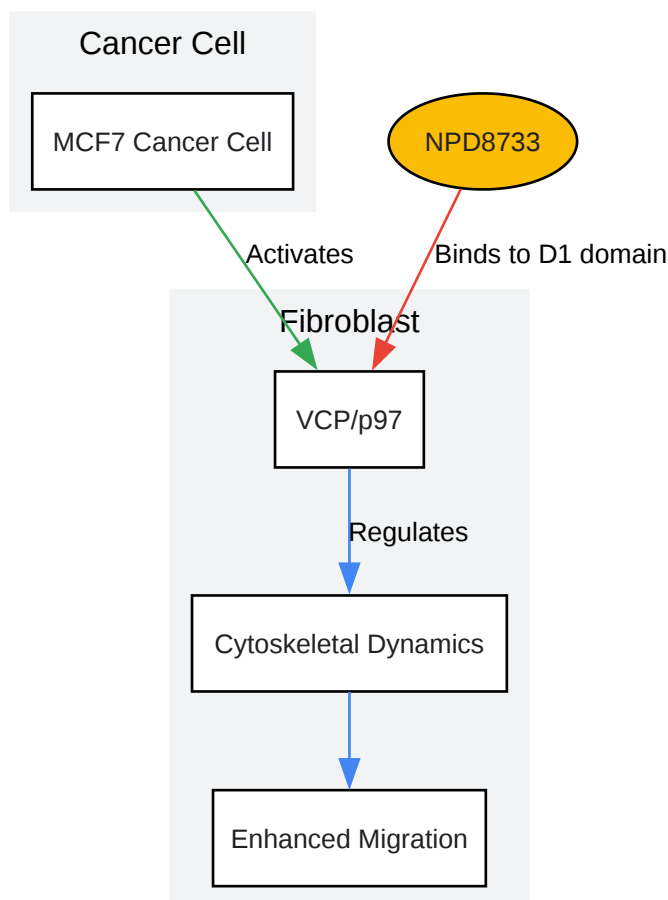 Cancer Cell
MCF7 Cancer Cell
NPD8733
Activates
Binds to D1 domain
Fibroblast
VCP/p97
Regulates
Cytoskeletal Dynamics
Enhanced Migration